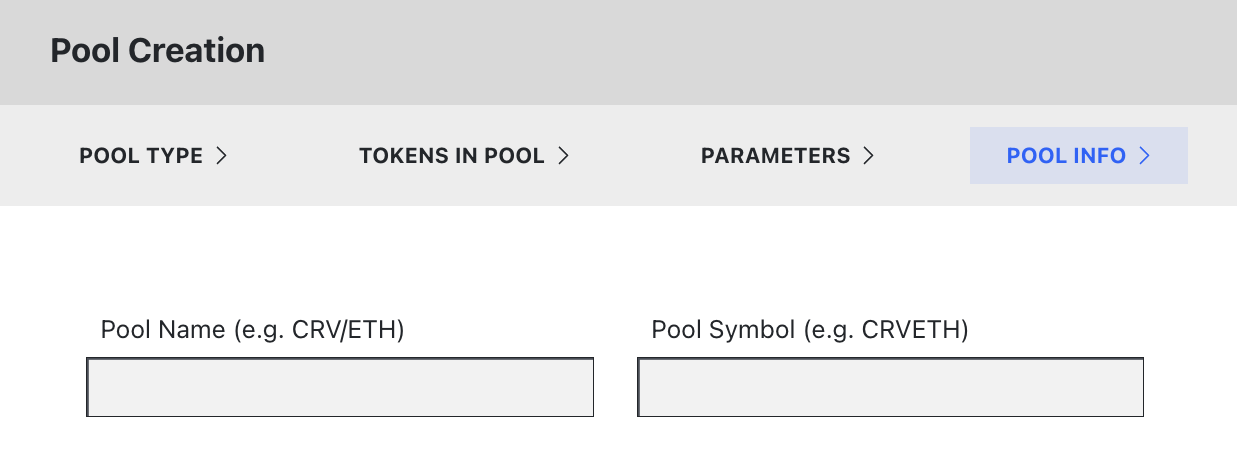 Pool Creation
POOL TYPE TOKENS IN POOL PARAMETERS POOL INFO
Pool Name (e.g. CRV/ETH) Pool Symbol (e.g. CRVETH)